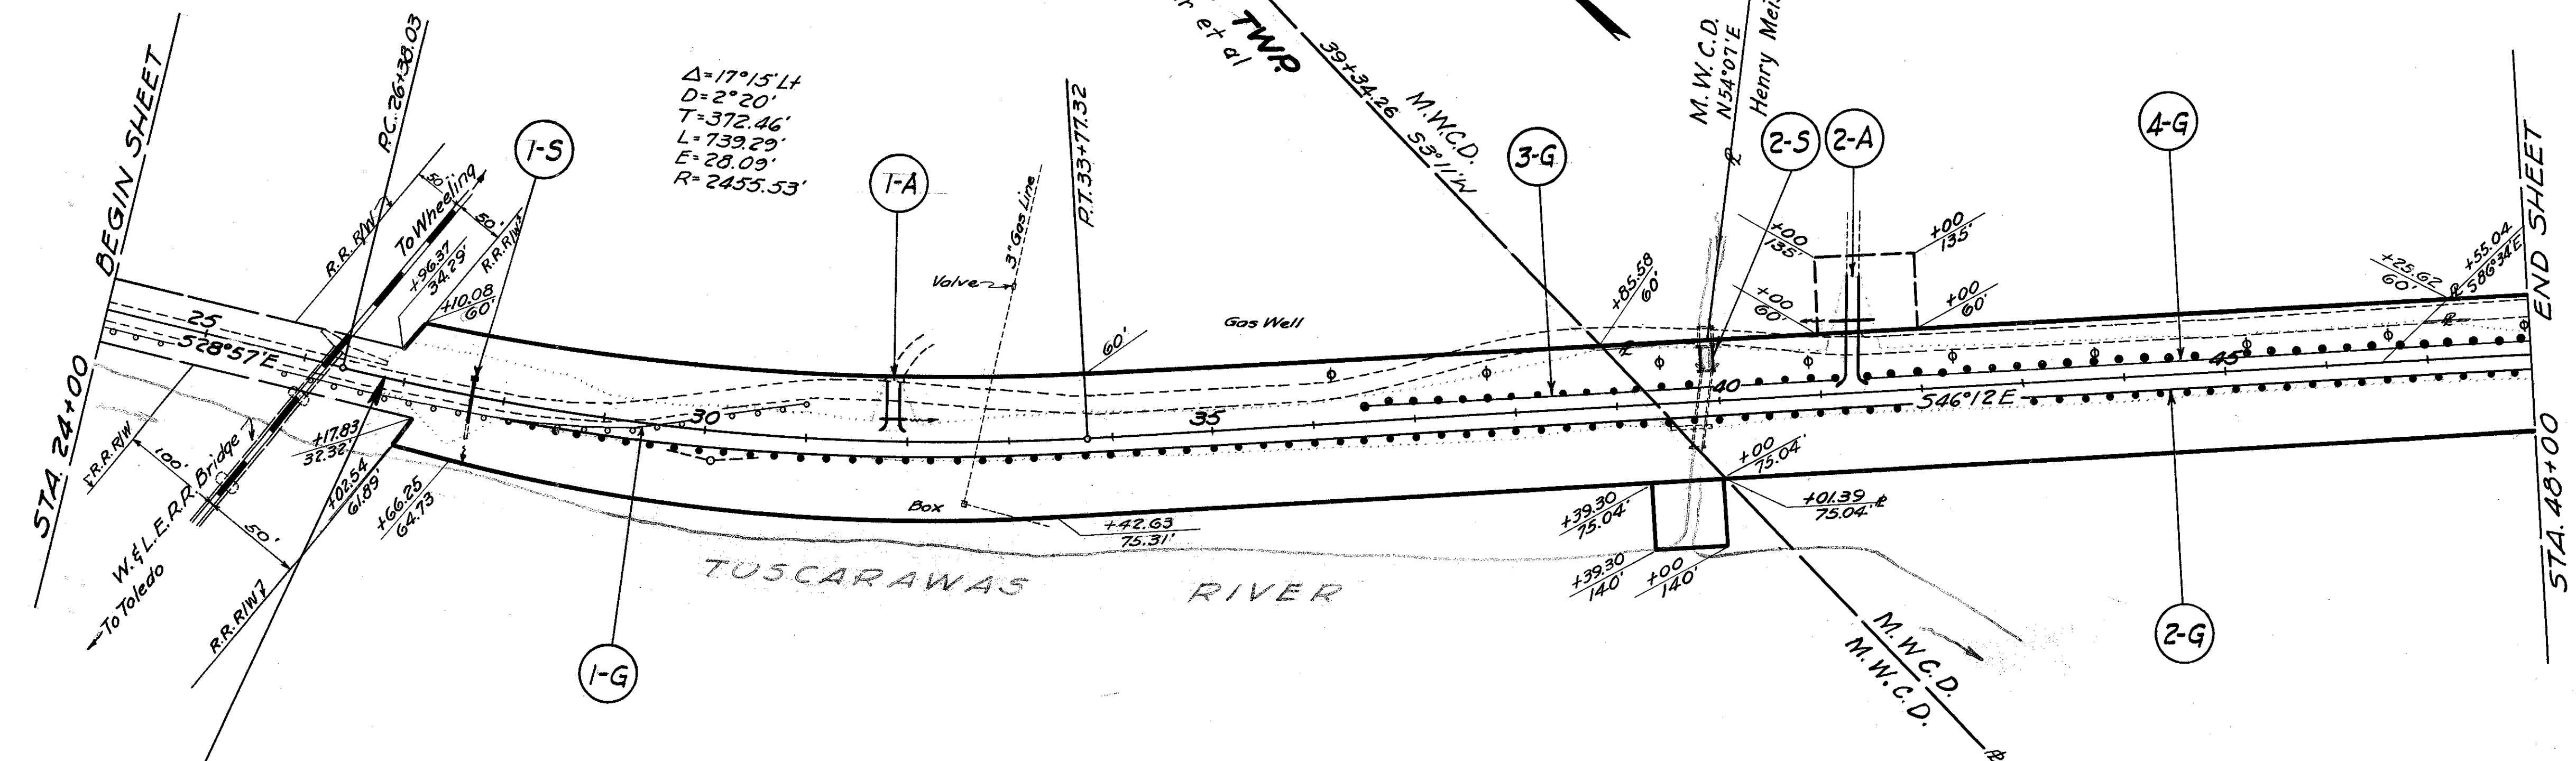 BEGIN SHEET
STA. 24+00
P.C. 26+38.03
Δ=17°15' Lt
D=2°20'
T=372.46'
L=739.29'
E=28.09'
R=2455.53'
1-S
1-A
P.T. 33+77.32
TWP.
r et al
39+34.26 S3°11'W
M.W.C.D.
M.W.C.D.
N54°07'E
Henry Meis
3-G
2-S
2-A
4-G
END SHEET
STA. 48+00
R.R. R/W
50'
To Wheeling
50'
R.R. R/W
+96.37
34.29'
+10.08
60'
3" Gas Line
Valve
Gas Well
60'
+85.58
60'
+00
135'
+00
135'
+00
60'
+00
60'
+25.62
60'
+55.04
S86°34'E
25
S28°57'E
30
35
40
S46°12'E
45
R.R. R/W
100'
W. & L. E. R.R. Bridge
50'
To Toledo
R.R. R/W
+17.83
32.32'
+02.54
61.89'
+66.25
64.73
Box
+42.63
75.31'
+00
75.04'
+01.39
75.04'
+39.30
75.04'
+39.30
140'
+00
140'
TUSCARAWAS RIVER
1-G
2-G
M.W.C.D.
M.W.C.D.